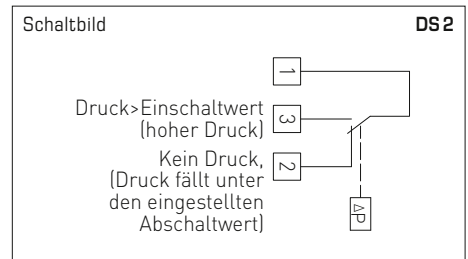 Schaltbild DS 2
1
Druck>Einschaltwert
(hoher Druck)
3
Kein Druck,
(Druck fällt unter
den eingestellten
Abschaltwert)
2
ΔP